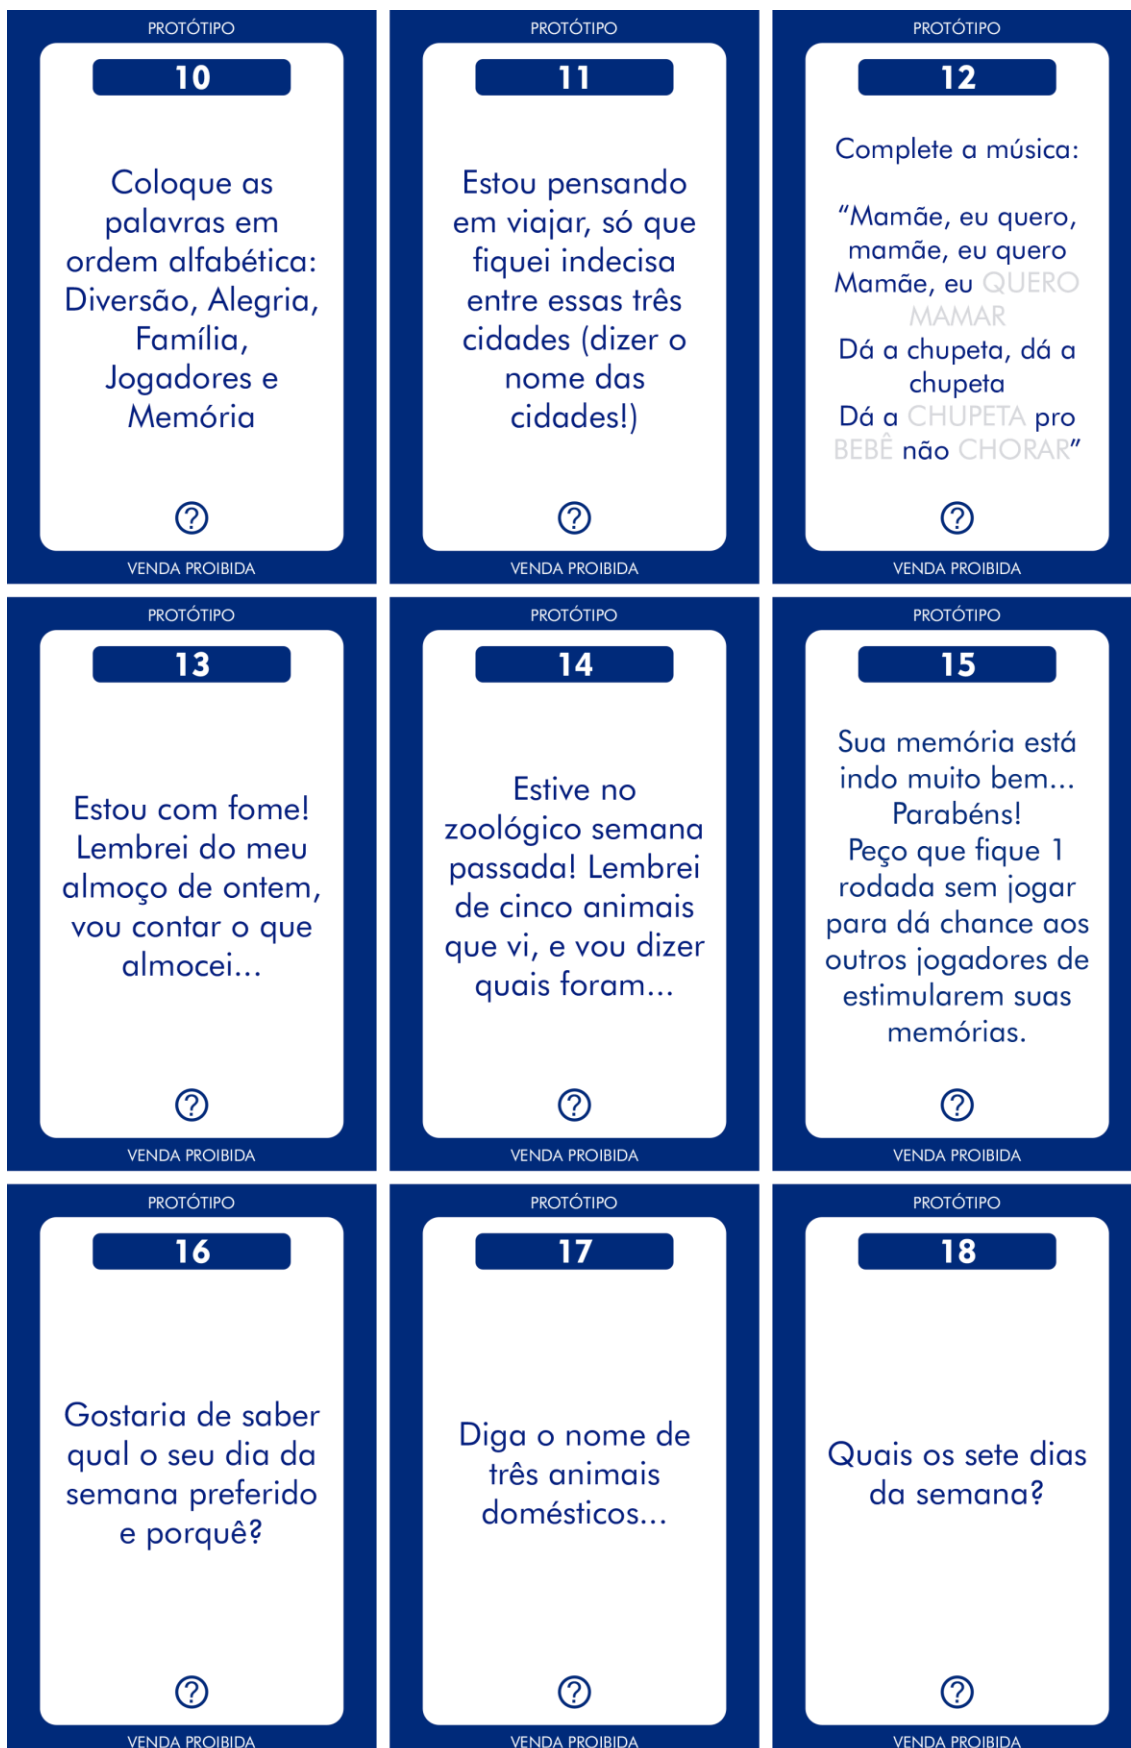 PROTÓTIPO
10
Coloque as
palavras em
ordem alfabética:
Diversão, Alegria,
Família,
Jogadores e
Memória
?
VENDA PROIBIDA
PROTÓTIPO
11
Estou pensando
em viajar, só que
fiquei indecisa
entre essas três
cidades (dizer o
nome das
cidades!)
?
VENDA PROIBIDA
PROTÓTIPO
12
Complete a música:
“Mamãe, eu quero,
mamãe, eu quero
Mamãe, eu QUERO
MAMAR
Dá a chupeta, dá a
chupeta
Dá a CHUPETA pro
BEBÊ não CHORAR”
?
VENDA PROIBIDA
PROTÓTIPO
13
Estou com fome!
Lembrei do meu
almoço de ontem,
vou contar o que
almocei...
?
VENDA PROIBIDA
PROTÓTIPO
14
Estive no
zoológico semana
passada! Lembrei
de cinco animais
que vi, e vou dizer
quais foram...
?
VENDA PROIBIDA
PROTÓTIPO
15
Sua memória está
indo muito bem...
Parabéns!
Peço que fique 1
rodada sem jogar
para dá chance aos
outros jogadores de
estimularem suas
memórias.
?
VENDA PROIBIDA
PROTÓTIPO
16
Gostaria de saber
qual o seu dia da
semana preferido
e porquê?
?
VENDA PROIBIDA
PROTÓTIPO
17
Diga o nome de
três animais
domésticos...
?
VENDA PROIBIDA
PROTÓTIPO
18
Quais os sete dias
da semana?
?
VENDA PROIBIDA